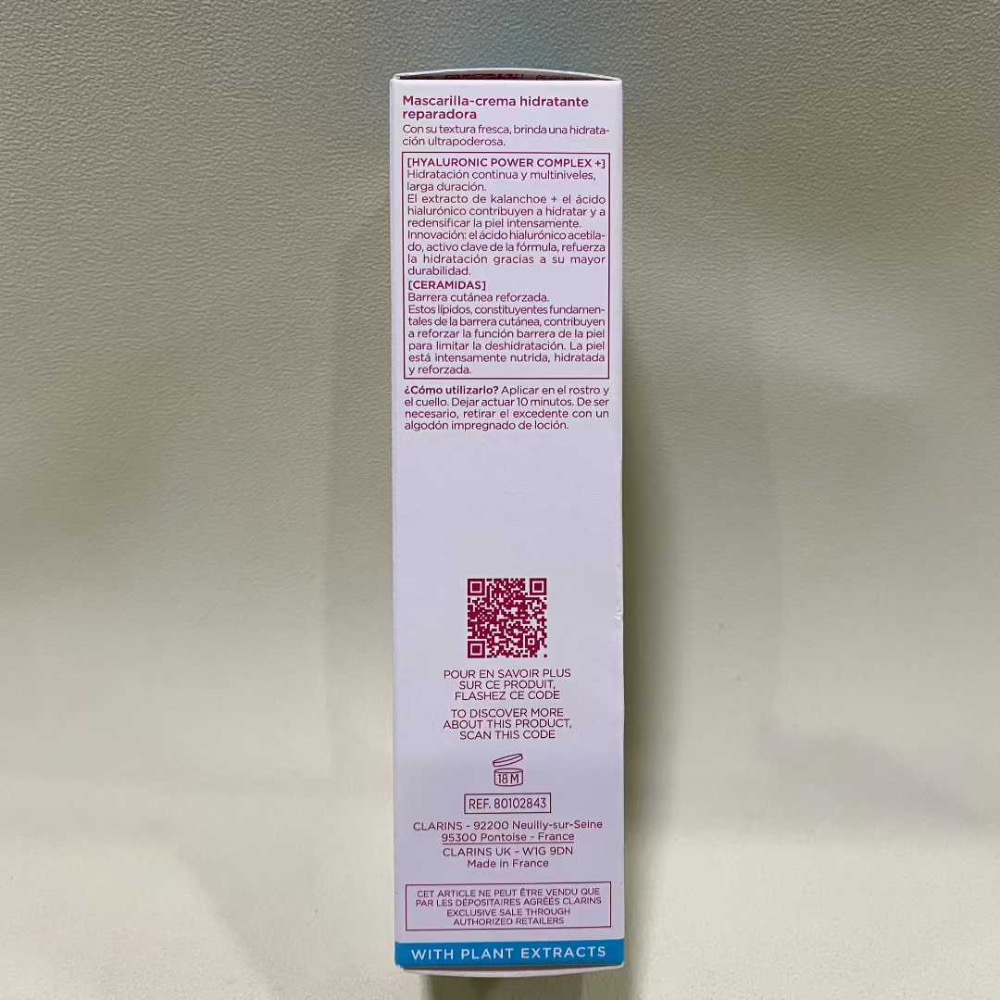 Mascarilla-crema hidratante
reparadora
Con su textura fresca, brinda una hidrata-
ción ultrapoderosa.
[HYALURONIC POWER COMPLEX +]
Hidratación continua y multiniveles,
larga duración.
El extracto de kalanchoe + el ácido
hialurónico contribuyen a hidratar y a
redensificar la piel intensamente.
Innovación: el ácido hialurónico acetila-
do, activo clave de la fórmula, refuerza
la hidratación gracias a su mayor
durabilidad.
[CERAMIDAS]
Barrera cutánea reforzada.
Estos lípidos, constituyentes fundamen-
tales de la barrera cutánea, contribuyen
a reforzar la función barrera de la piel
para limitar la deshidratación. La piel
está intensamente nutrida, hidratada
y reforzada.
¿Cómo utilizarlo? Aplicar en el rostro y
el cuello. Dejar actuar 10 minutos. De ser
necesario, retirar el excedente con un
algodón impregnado de loción.
POUR EN SAVOIR PLUS
SUR CE PRODUIT,
FLASHEZ CE CODE
TO DISCOVER MORE
ABOUT THIS PRODUCT,
SCAN THIS CODE
18 M
REF. 80102843
CLARINS - 92200 Neuilly-sur-Seine
95300 Pontoise - France
CLARINS UK - W1G 9DN
Made in France
CET ARTICLE NE PEUT ÊTRE VENDU QUE
PAR LES DÉPOSITAIRES AGRÉÉS CLARINS
EXCLUSIVE SALE THROUGH
AUTHORIZED RETAILERS
WITH PLANT EXTRACTS